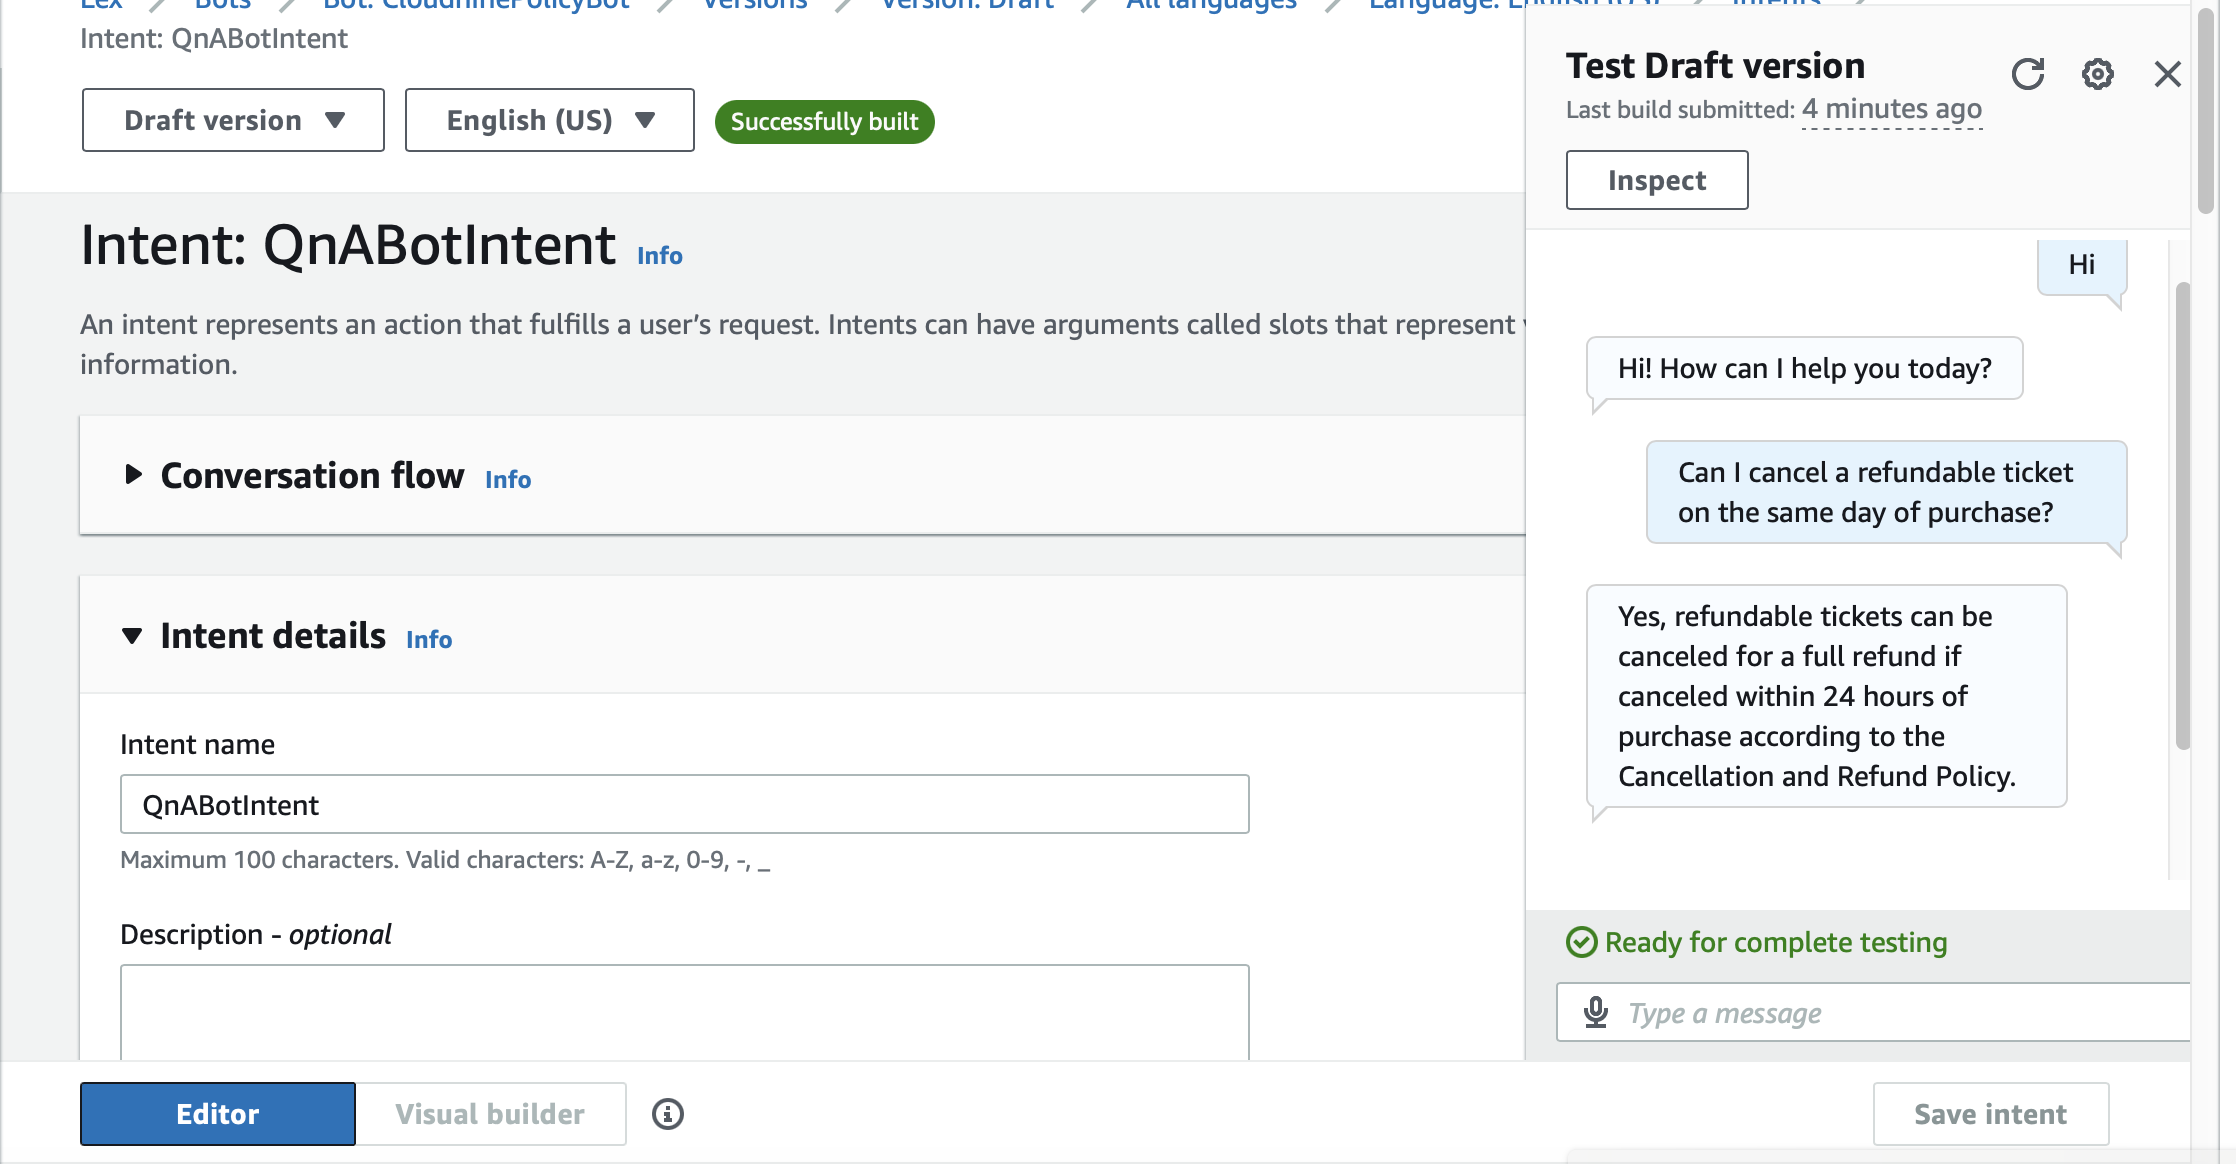 Lex
Bots
Bot: CloudninePolicyBot
Versions
Version: Draft
All languages
Language: English (US)
Intents
Intent: QnABotIntent
Draft version
English (US)
Successfully built
Intent: QnABotIntent Info
An intent represents an action that fulfills a user's request. Intents can have arguments called slots that represent
information.
Conversation flow Info
Intent details Info
Intent name
QnABotIntent
Maximum 100 characters. Valid characters: A-Z, a-z, 0-9, -, _
Description - optional
Editor
Visual builder
Save intent
Test Draft version
Last build submitted: 4 minutes ago
Inspect
Hi
Hi! How can I help you today?
Can I cancel a refundable ticket
on the same day of purchase?
Yes, refundable tickets can be
canceled for a full refund if
canceled within 24 hours of
purchase according to the
Cancellation and Refund Policy.
Ready for complete testing
Type a message